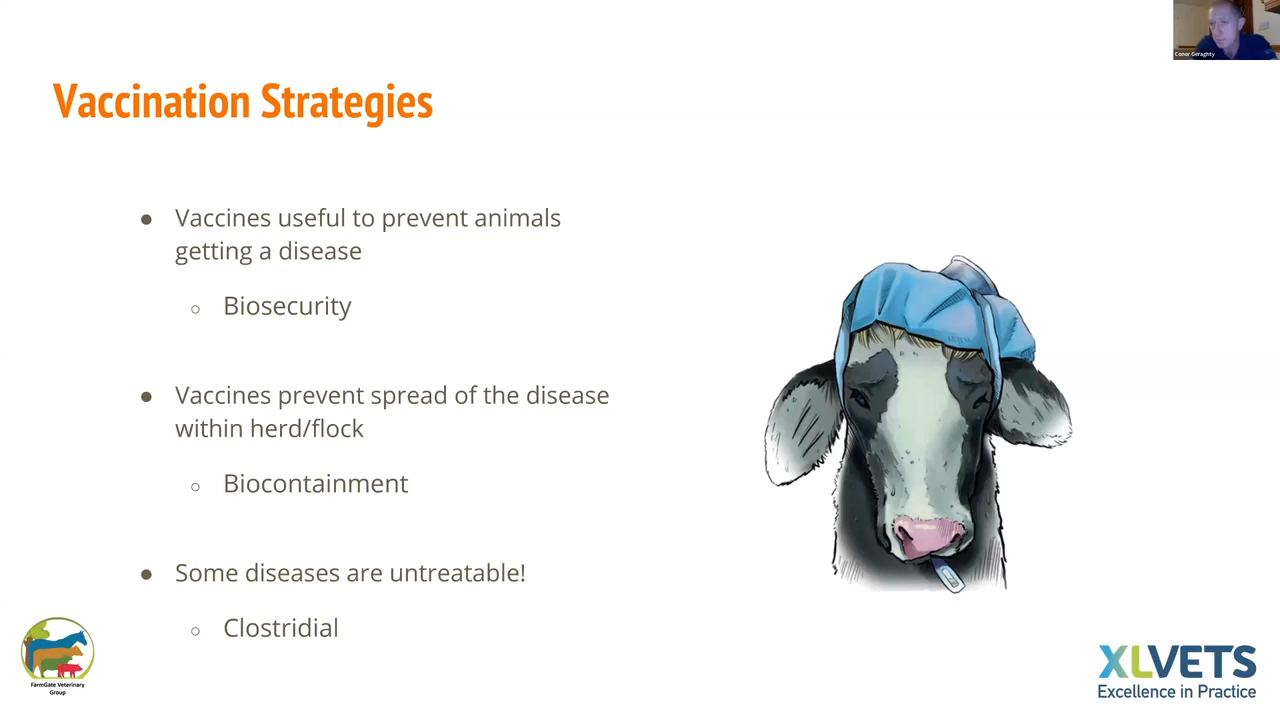 Conor Geraghty
Vaccination Strategies
● Vaccines useful to prevent animals
getting a disease
○ Biosecurity
● Vaccines prevent spread of the disease
within herd/flock
○ Biocontainment
● Some diseases are untreatable!
○ Clostridial
FarmGate Veterinary
Group
XLVETS
Excellence in Practice